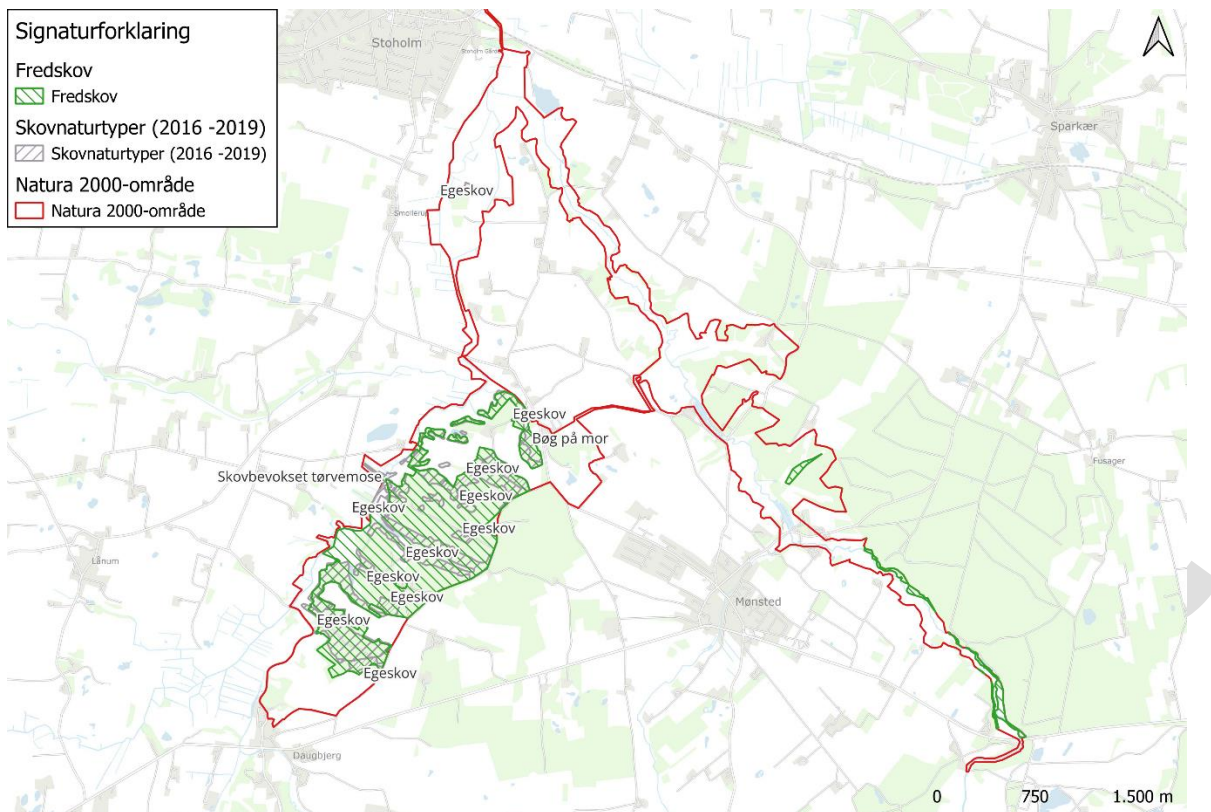 Signaturforklaring
Fredskov
Fredskov
Skovnaturtyper (2016 -2019)
Skovnaturtyper (2016 -2019)
Natura 2000-område
Natura 2000-område
Stoholm
Sparkær
Egeskov
Smollerup
Egeskov
Bøg på mor
Egeskov
Skovbevokset tørvemose
Egeskov
Egeskov
Egeskov
Egeskov
Egeskov
Egeskov
Egeskov
Egeskov
Fusager
Lånum
Mønsted
Daugbjerg
0 750 1.500 m